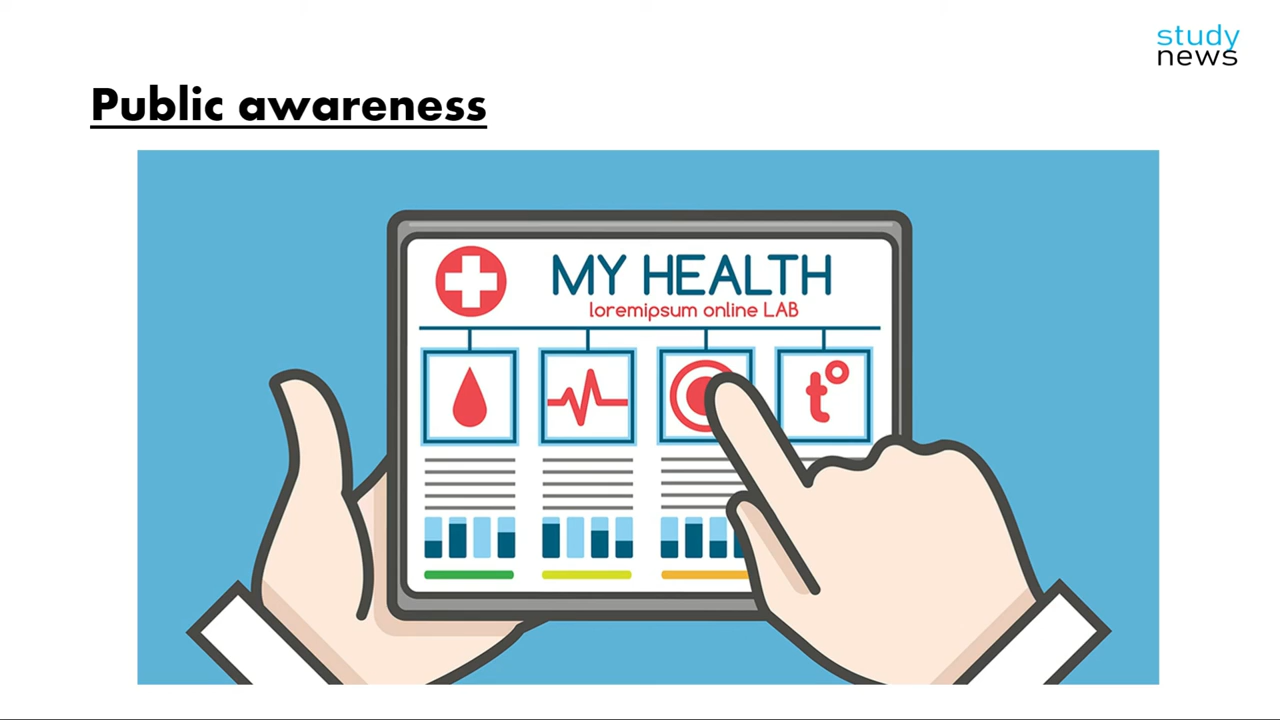 study
news
Public awareness
MY HEALTH
loremipsum online LAB
t°